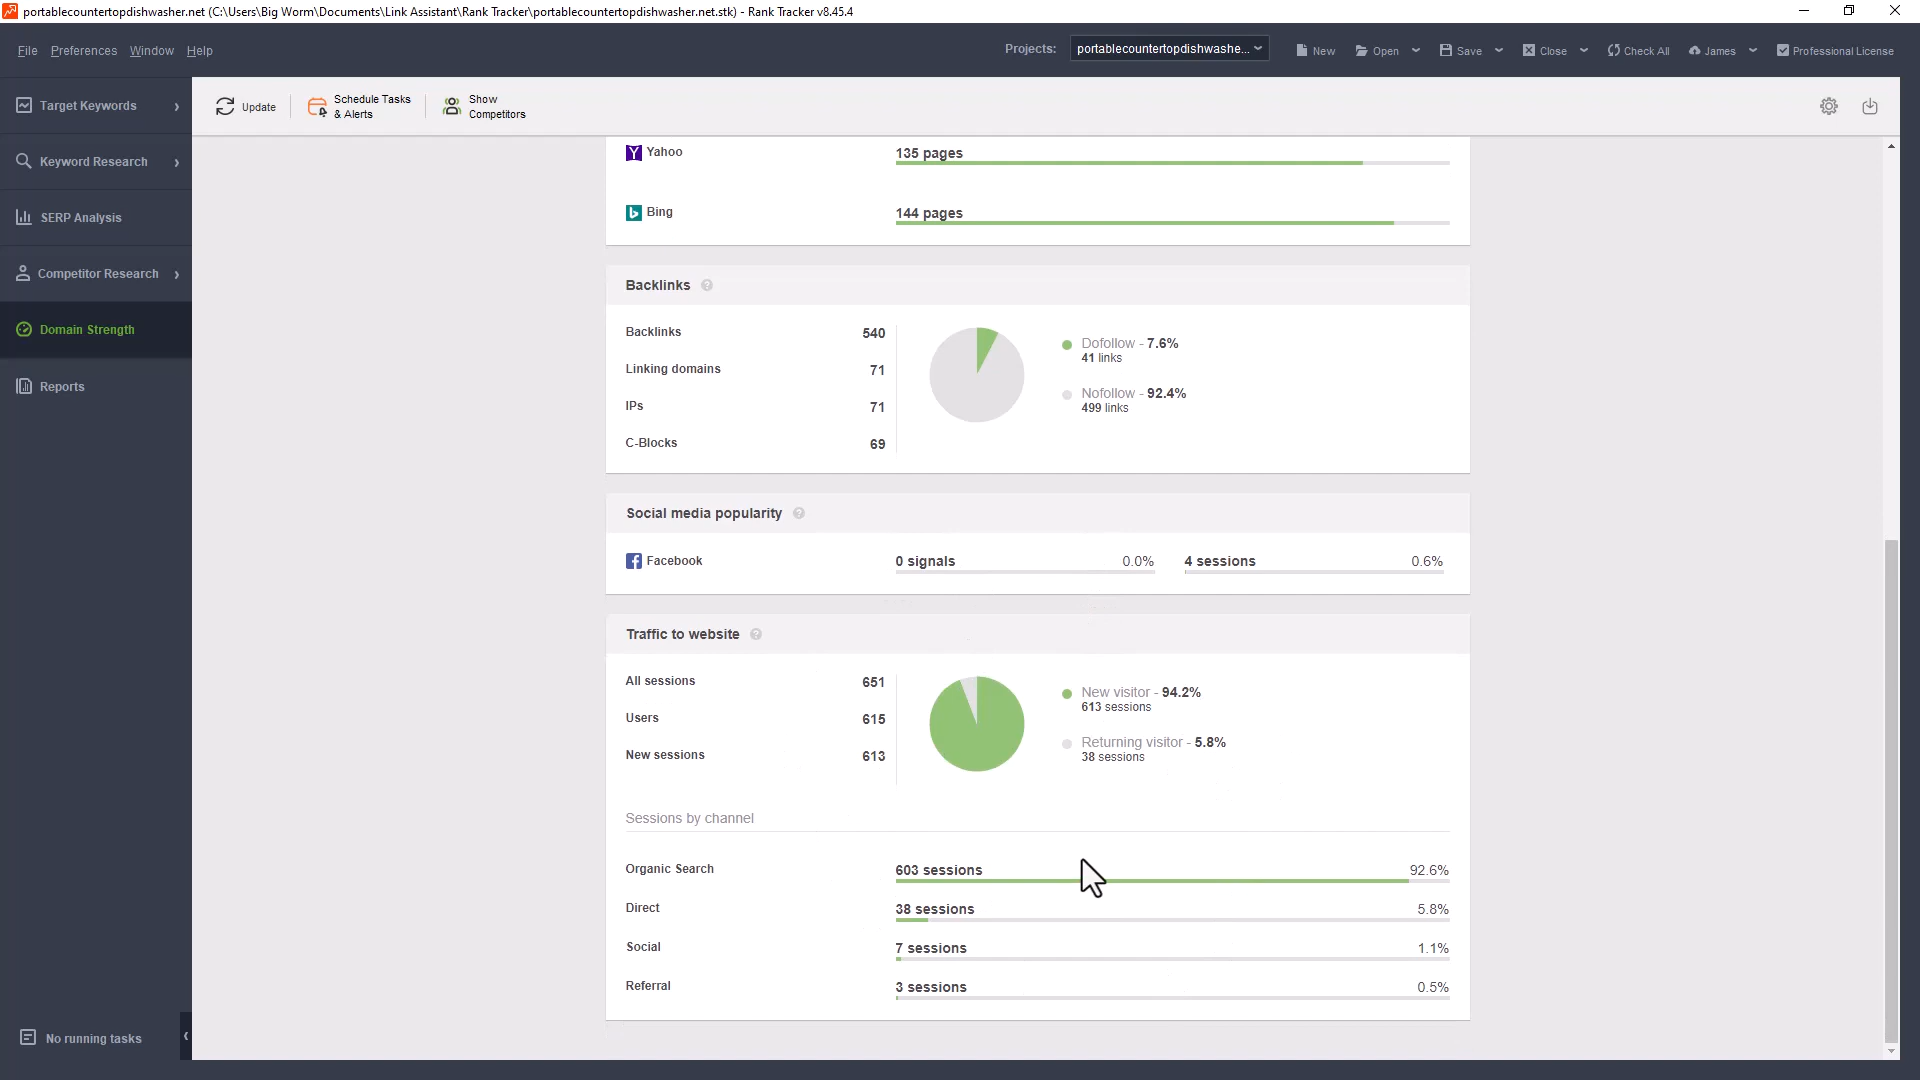 portablecountertopdishwasher.net (C:\Users\Big Worm\Documents\Link Assistant\Rank Tracker\portablecountertopdishwasher.net.stk) - Rank Tracker v8.45.4
File Preferences Window Help
Projects: portablecountertopdishwashe... New Open Save Close Check All James Professional License
Target Keywords
Keyword Research
SERP Analysis
Competitor Research
Domain Strength
Reports
No running tasks
Update
Schedule Tasks
& Alerts
Show
Competitors
Yahoo 135 pages
Bing 144 pages
Backlinks
Backlinks 540
Linking domains 71
IPs 71
C-Blocks 69
Dofollow - 7.6%
41 links
Nofollow - 92.4%
499 links
Social media popularity
Facebook 0 signals 0.0% 4 sessions 0.6%
Traffic to website
All sessions 651
Users 615
New sessions 613
New visitor - 94.2%
613 sessions
Returning visitor - 5.8%
38 sessions
Sessions by channel
Organic Search 603 sessions 92.6%
Direct 38 sessions 5.8%
Social 7 sessions 1.1%
Referral 3 sessions 0.5%